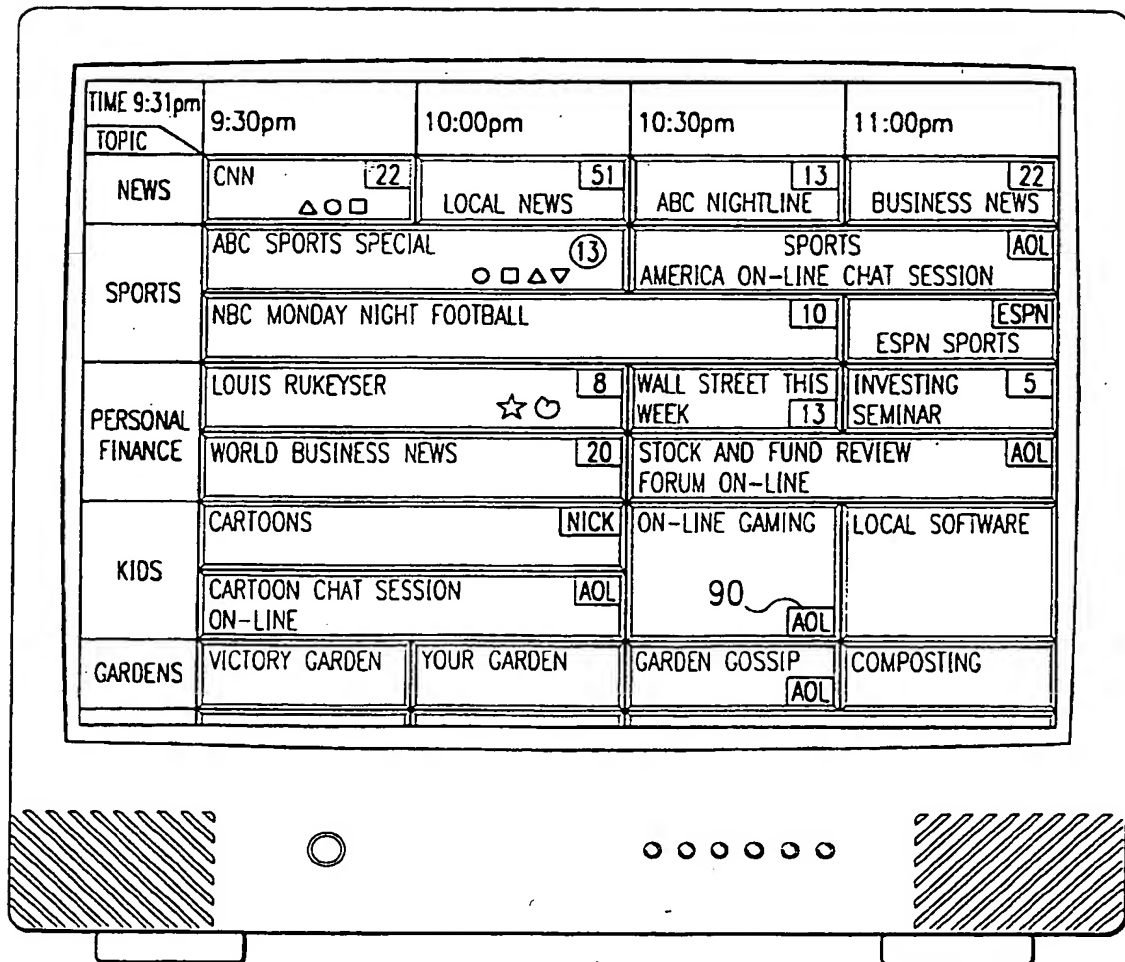 TIME 9:31pm
TOPIC
9:30pm 10:00pm 10:30pm 11:00pm
NEWS
CNN 22
51
LOCAL NEWS
13
ABC NIGHTLINE
22
BUSINESS NEWS
SPORTS
ABC SPORTS SPECIAL 13
SPORTS AOL
AMERICA ON-LINE CHAT SESSION
NBC MONDAY NIGHT FOOTBALL 10
ESPN
ESPN SPORTS
PERSONAL
FINANCE
LOUIS RUKEYSER 8
WALL STREET THIS
WEEK 13
INVESTING 5
SEMINAR
WORLD BUSINESS NEWS 20
STOCK AND FUND REVIEW AOL
FORUM ON-LINE
KIDS
CARTOONS NICK
CARTOON CHAT SESSION AOL
ON-LINE
ON-LINE GAMING
90
AOL
LOCAL SOFTWARE
GARDENS
VICTORY GARDEN
YOUR GARDEN
GARDEN GOSSIP
AOL
COMPOSTING